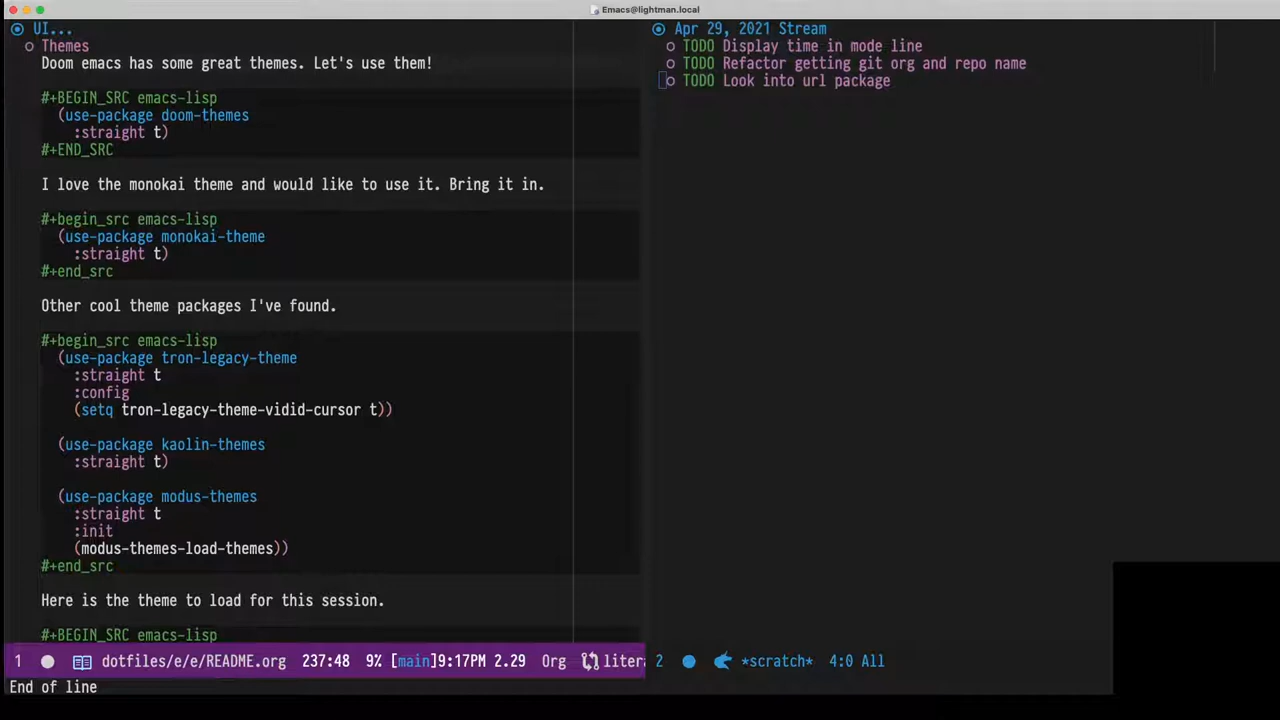 Emacs@lightman.local
UI...
Themes
Doom emacs has some great themes. Let's use them!
#+BEGIN_SRC emacs-lisp
(use-package doom-themes
:straight t)
#+END_SRC
I love the monokai theme and would like to use it. Bring it in.
#+begin_src emacs-lisp
(use-package monokai-theme
:straight t)
#+end_src
Other cool theme packages I've found.
#+begin_src emacs-lisp
(use-package tron-legacy-theme
:straight t
:config
(setq tron-legacy-theme-vidid-cursor t))
(use-package kaolin-themes
:straight t)
(use-package modus-themes
:straight t
:init
(modus-themes-load-themes))
#+end_src
Here is the theme to load for this session.
#+BEGIN_SRC emacs-lisp
1 dotfiles/e/e/README.org 237:48 9% [main]9:17PM 2.29 Org litera
End of line
Apr 29, 2021 Stream
TODO Display time in mode line
TODO Refactor getting git org and repo name
TODO Look into url package
2 *scratch* 4:0 All